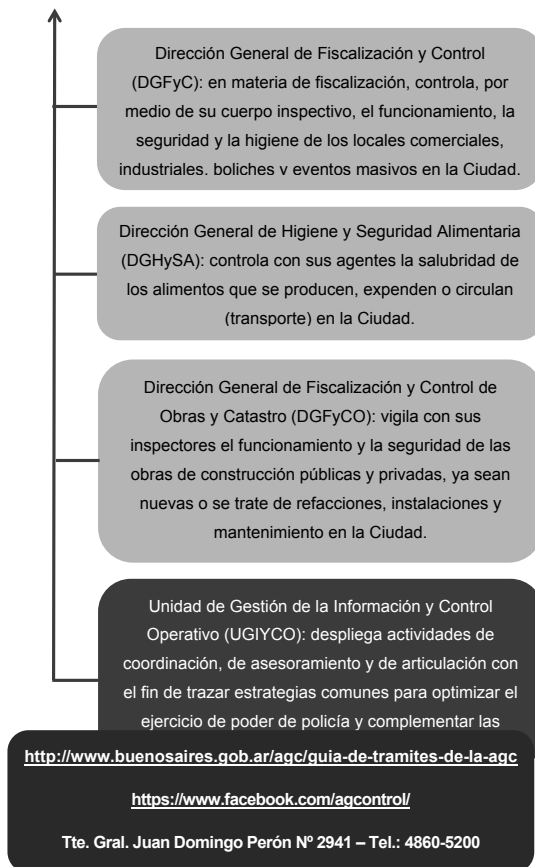 Dirección General de Fiscalización y Control
(DGFyC): en materia de fiscalización, controla, por
medio de su cuerpo inspectivo, el funcionamiento, la
seguridad y la higiene de los locales comerciales,
industriales. boliches y eventos masivos en la Ciudad.
Dirección General de Higiene y Seguridad Alimentaria
(DGHySA): controla con sus agentes la salubridad de
los alimentos que se producen, expenden o circulan
(transporte) en la Ciudad.
Dirección General de Fiscalización y Control de
Obras y Catastro (DGFyCO): vigila con sus
inspectores el funcionamiento y la seguridad de las
obras de construcción públicas y privadas, ya sean
nuevas o se trate de refacciones, instalaciones y
mantenimiento en la Ciudad.
Unidad de Gestión de la Información y Control
Operativo (UGIYCO): despliega actividades de
coordinación, de asesoramiento y de articulación con
el fin de trazar estrategias comunes para optimizar el
ejercicio de poder de policía y complementar las
http://www.buenosaires.gob.ar/agc/guia-de-tramites-de-la-agc
https://www.facebook.com/agcontrol/
Tte. Gral. Juan Domingo Perón Nº 2941 – Tel.: 4860-5200